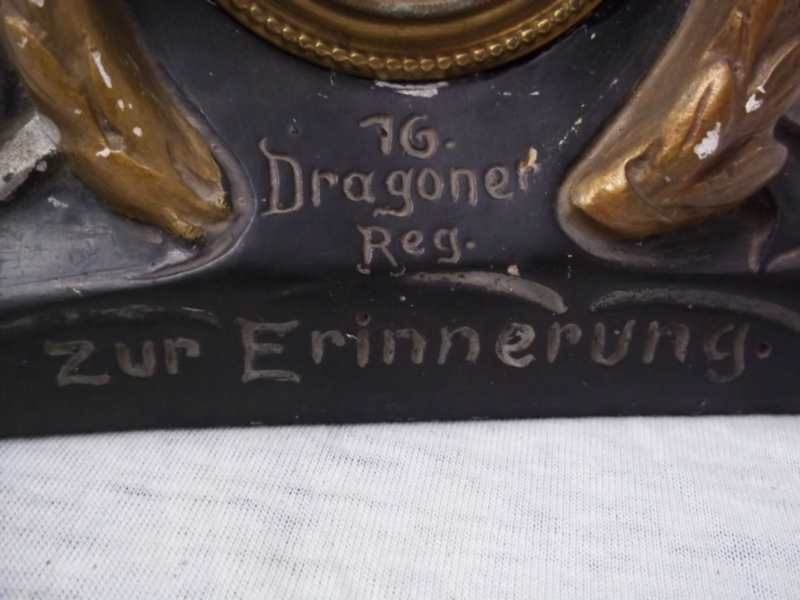 16.
Dragoner
Reg.
zur Erinnerung.